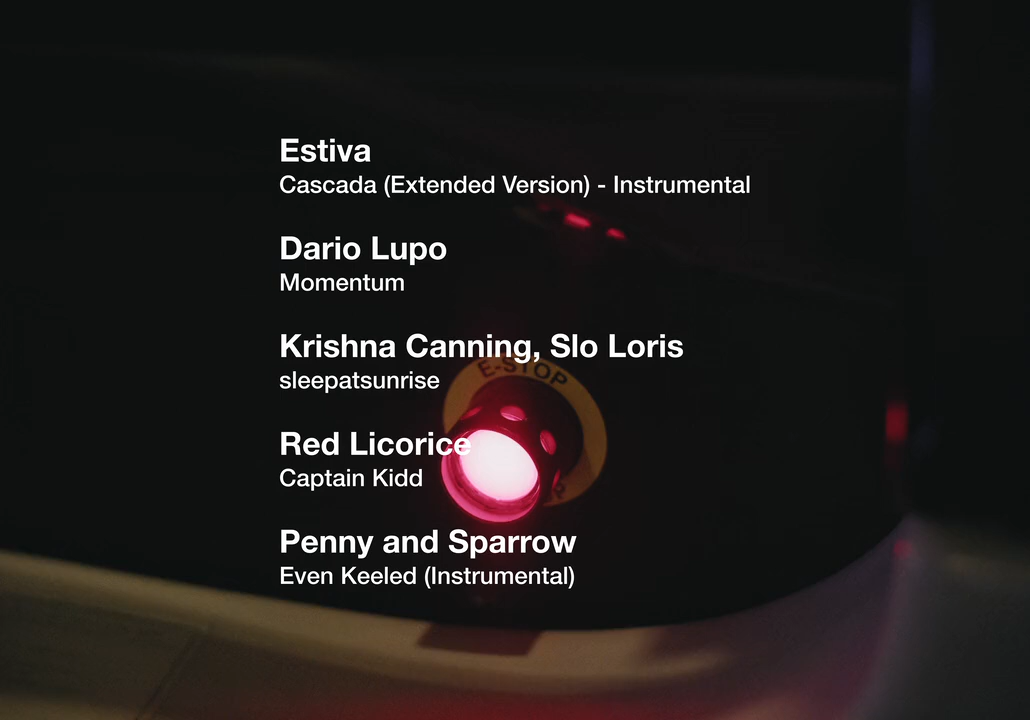 Estiva
Cascada (Extended Version) - Instrumental
Dario Lupo
Momentum
Krishna Canning, Slo Loris
sleepatsunrise
E-STOP
Red Licorice
Captain Kidd
Penny and Sparrow
Even Keeled (Instrumental)